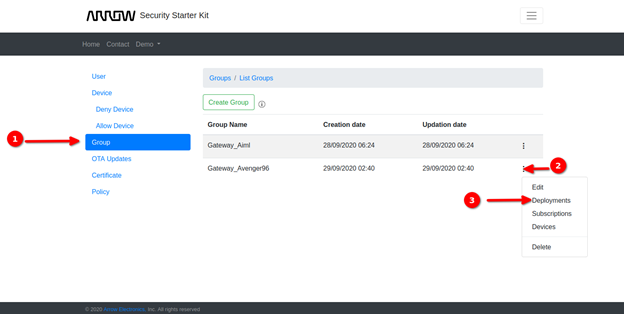 ARROW Security Starter Kit
Home Contact Demo
User
Device
Deny Device
Allow Device
Group
OTA Updates
Certificate
Policy
Groups / List Groups
Create Group
Group Name Creation date Updation date
Gateway_Aiml 28/09/2020 06:24 28/09/2020 06:24
Gateway_Avenger96 29/09/2020 02:40 29/09/2020 02:40
Edit
Deployments
Subscriptions
Devices
Delete
1
2
3
© 2020 Arrow Electronics, Inc. All rights reserved